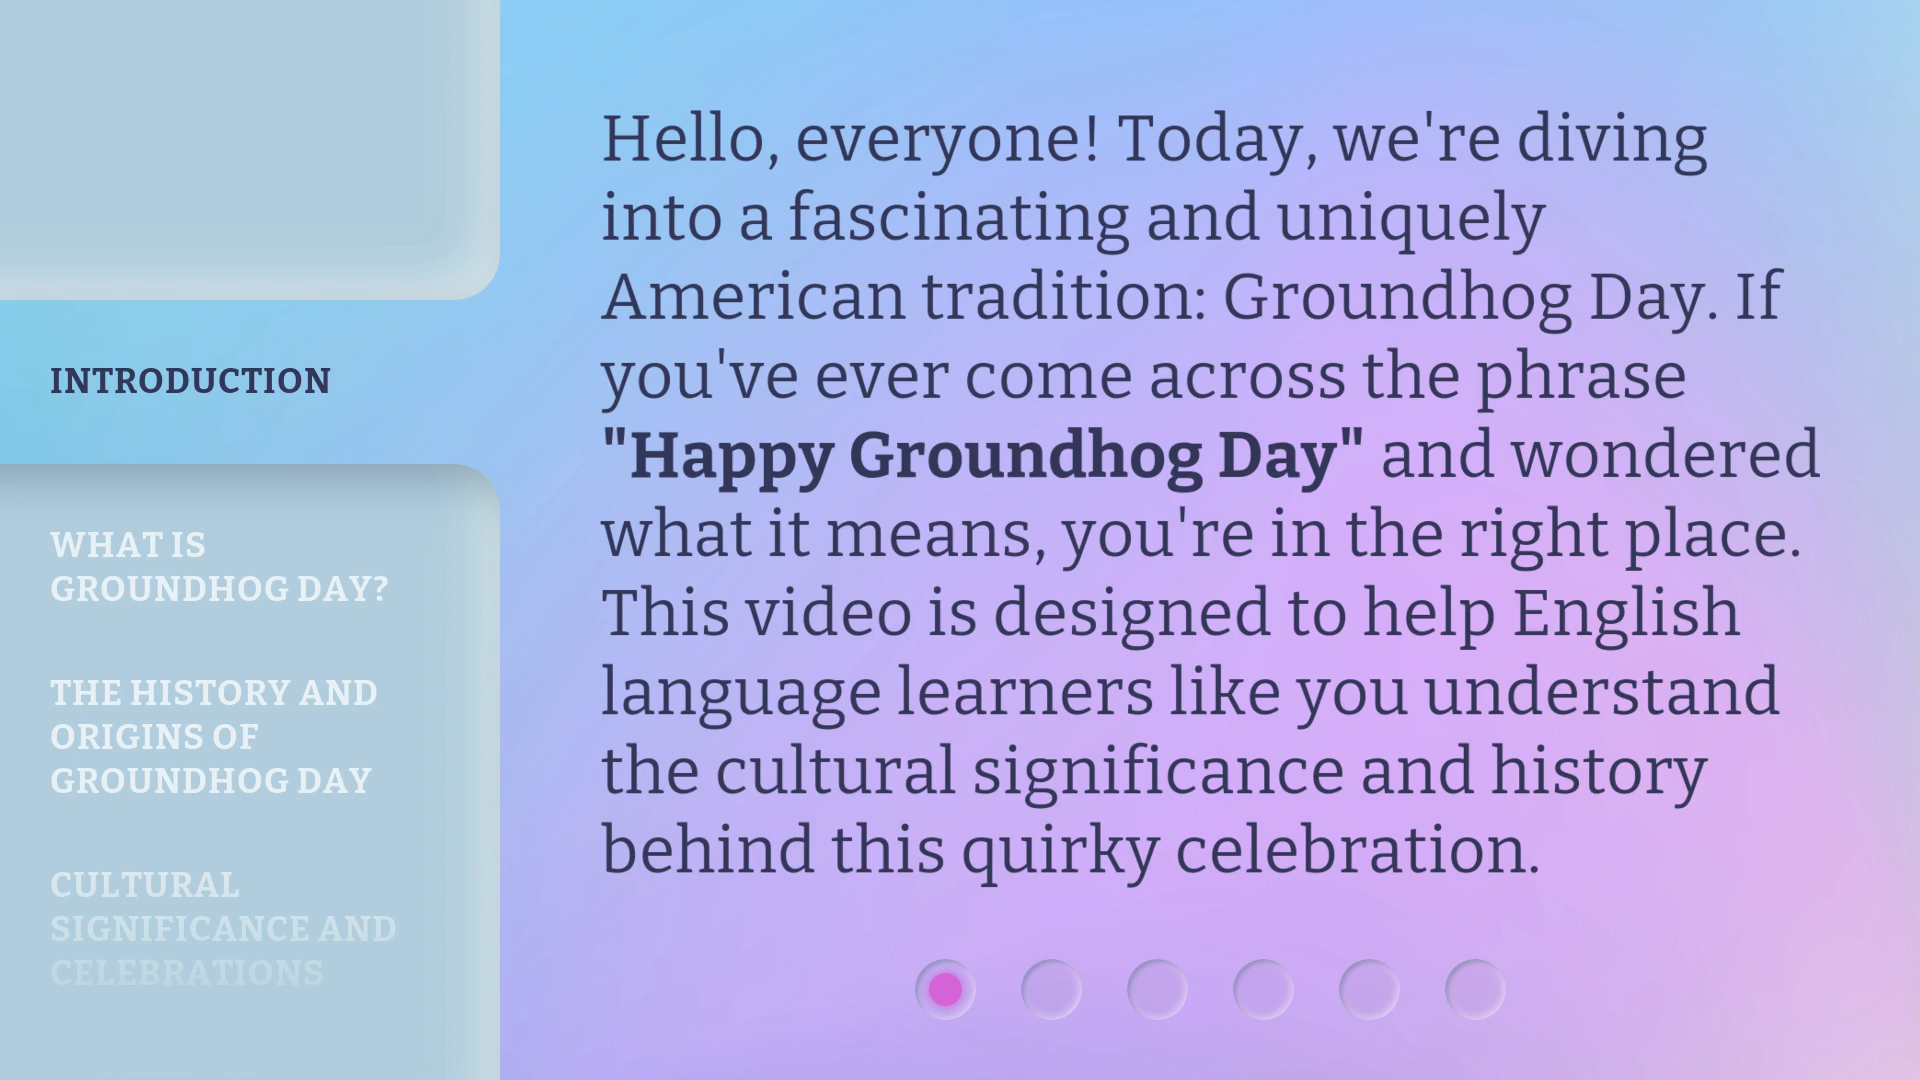 INTRODUCTION
WHAT IS
GROUNDHOG DAY?
THE HISTORY AND
ORIGINS OF
GROUNDHOG DAY
CULTURAL
SIGNIFICANCE AND
CELEBRATIONS
Hello, everyone! Today, we're diving
into a fascinating and uniquely
American tradition: Groundhog Day. If
you've ever come across the phrase
"Happy Groundhog Day" and wondered
what it means, you're in the right place.
This video is designed to help English
language learners like you understand
the cultural significance and history
behind this quirky celebration.